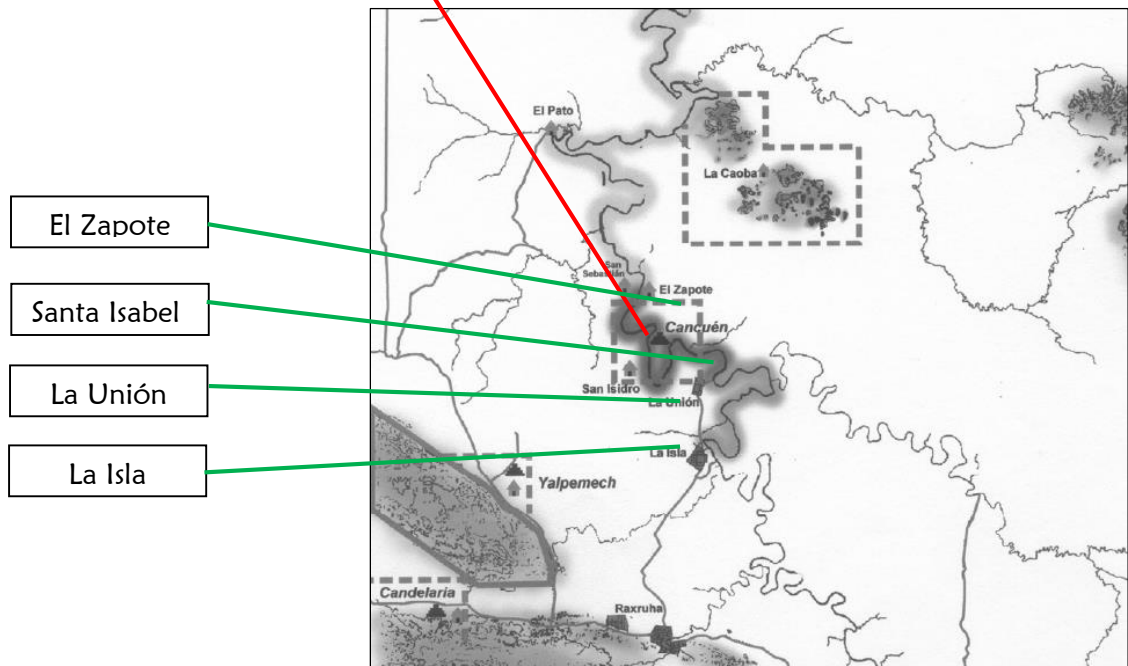 El Pato
La Caoba
El Zapote
San
Sebastián
El Zapote
Santa Isabel
Cancuén
La Unión
San Isidro
La Unión
La Isla
La Isla
Yalpemech
Candelaria
Raxruha